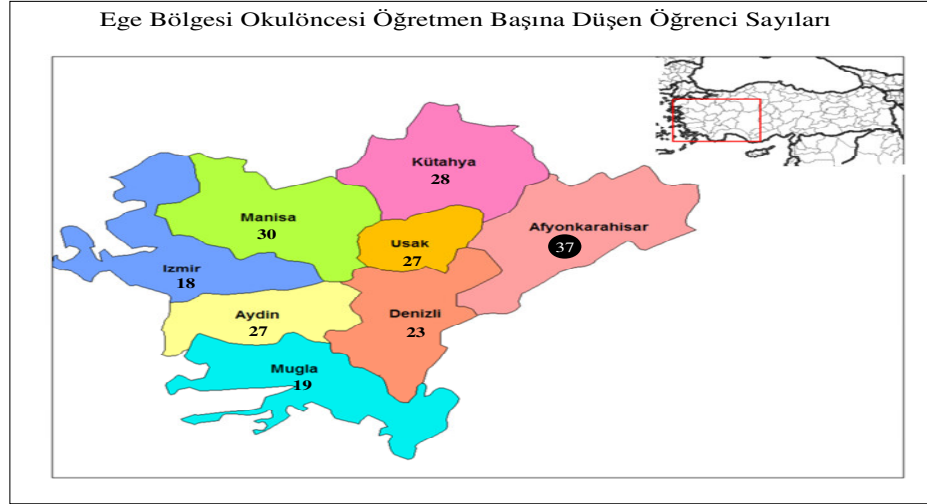 Ege Bölgesi Okulöncesi Öğretmen Başına Düşen Öğrenci Sayıları
Kütahya
28
Manisa
30
Usak
27
Afyonkarahisar
37
Izmir
18
Aydin
27
Denizli
23
Mugla
19